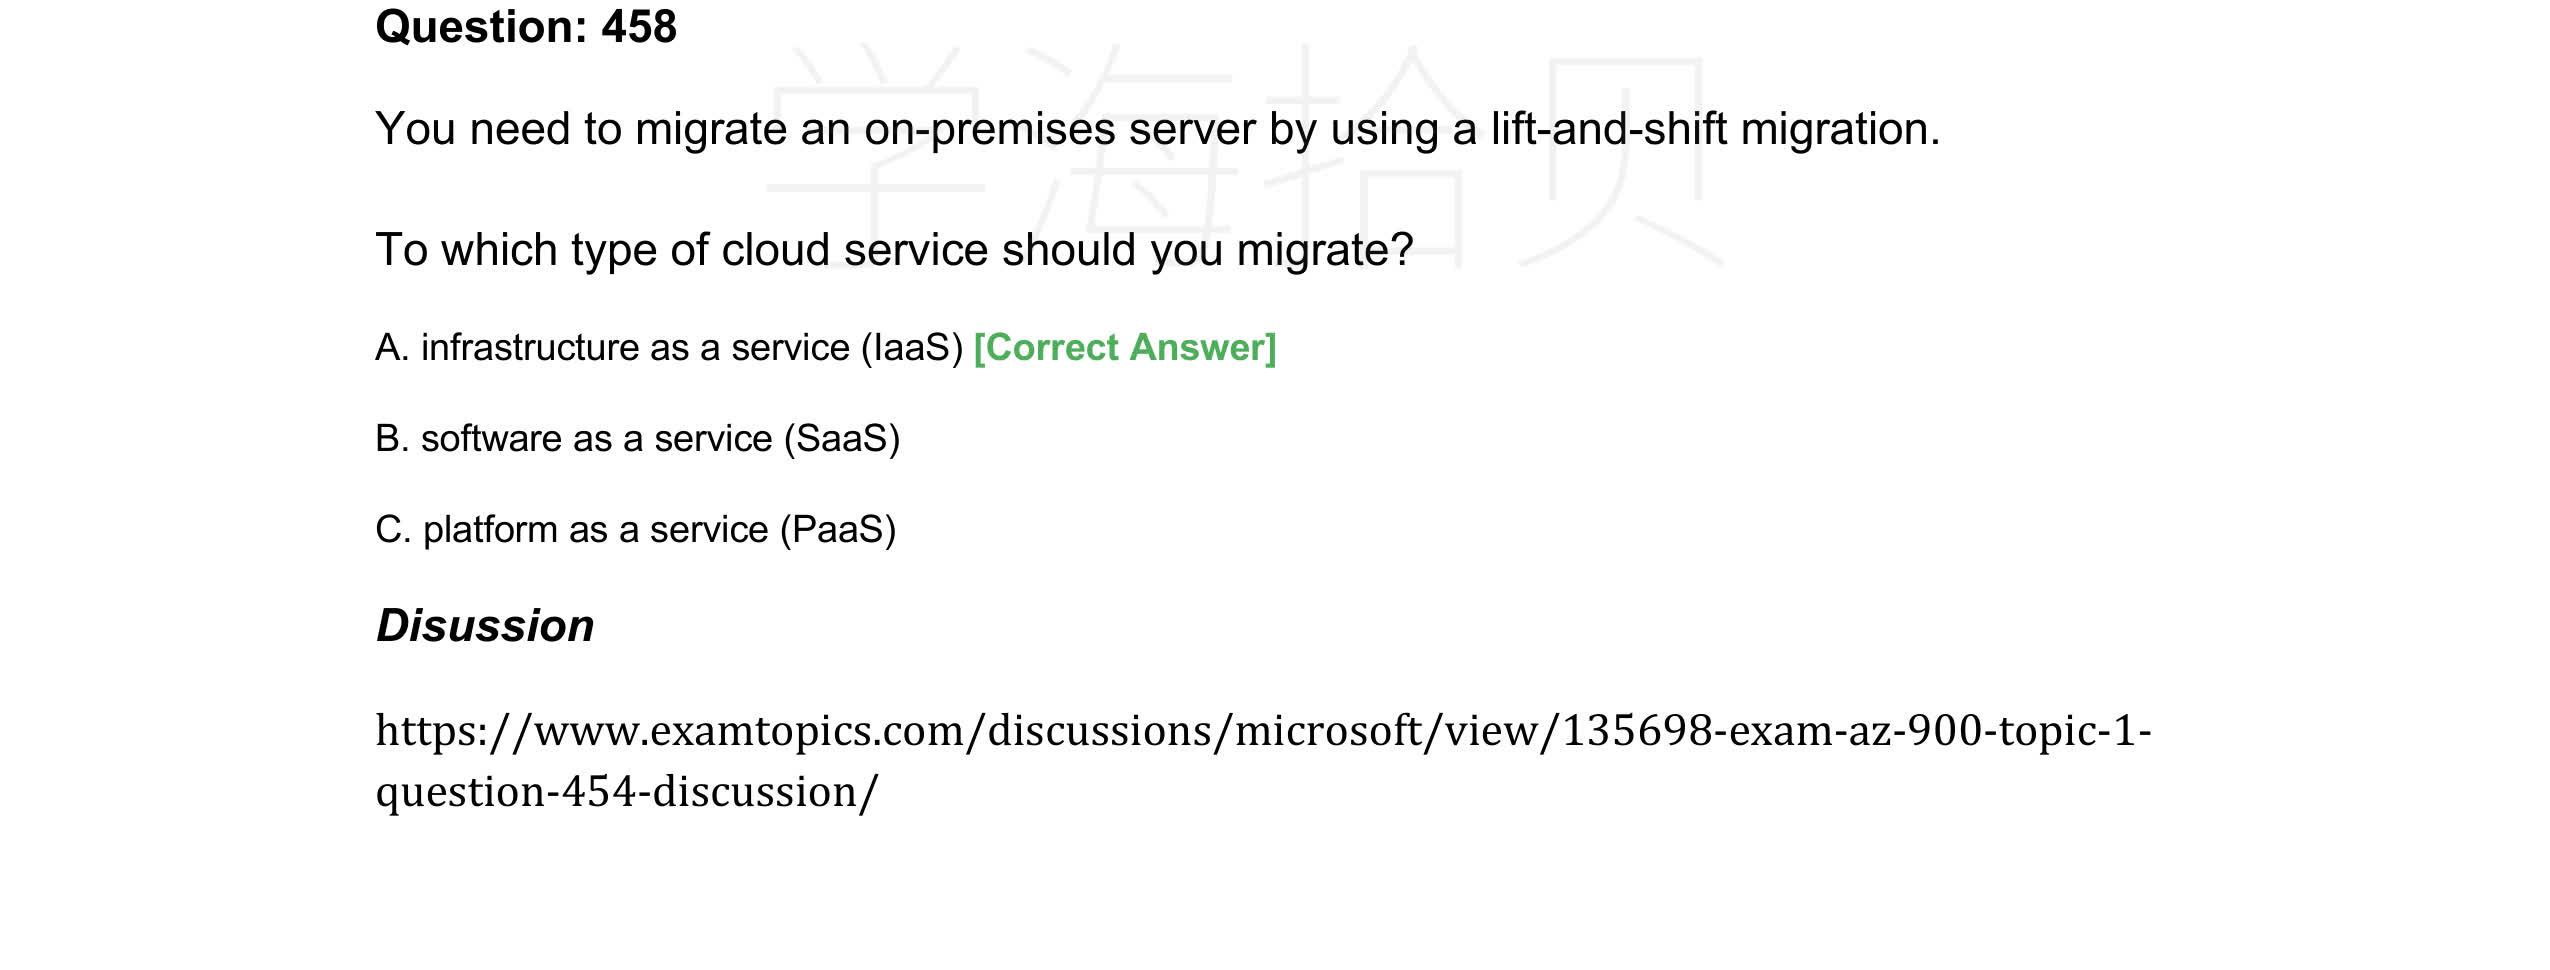 Question: 458
学海拾贝
You need to migrate an on-premises server by using a lift-and-shift migration.
To which type of cloud service should you migrate?
A. infrastructure as a service (IaaS) [Correct Answer]
B. software as a service (SaaS)
C. platform as a service (PaaS)
Disussion
https://www.examtopics.com/discussions/microsoft/view/135698-exam-az-900-topic-1-
question-454-discussion/